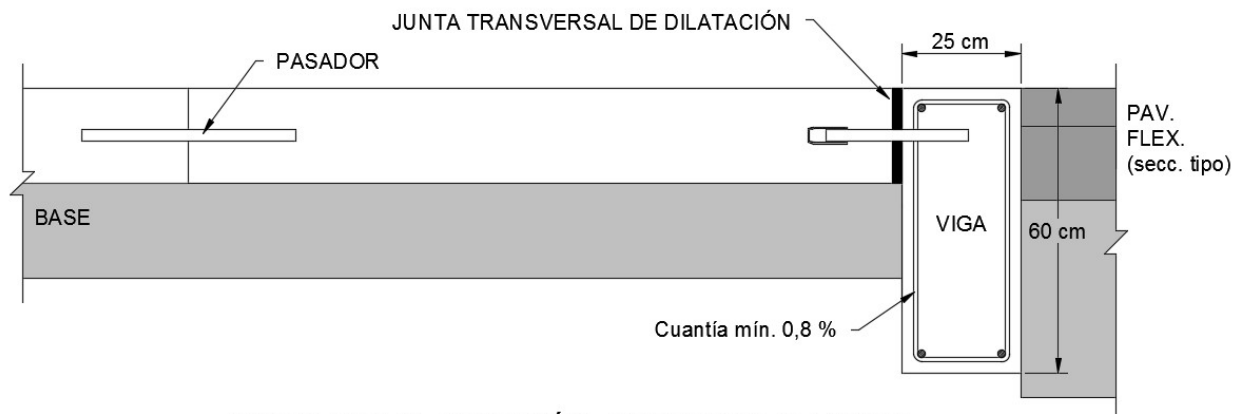 JUNTA TRANSVERSAL DE DILATACIÓN
25 cm
PASADOR
PAV.
FLEX.
(secc. tipo)
BASE
VIGA
60 cm
Cuantía mín. 0,8 %